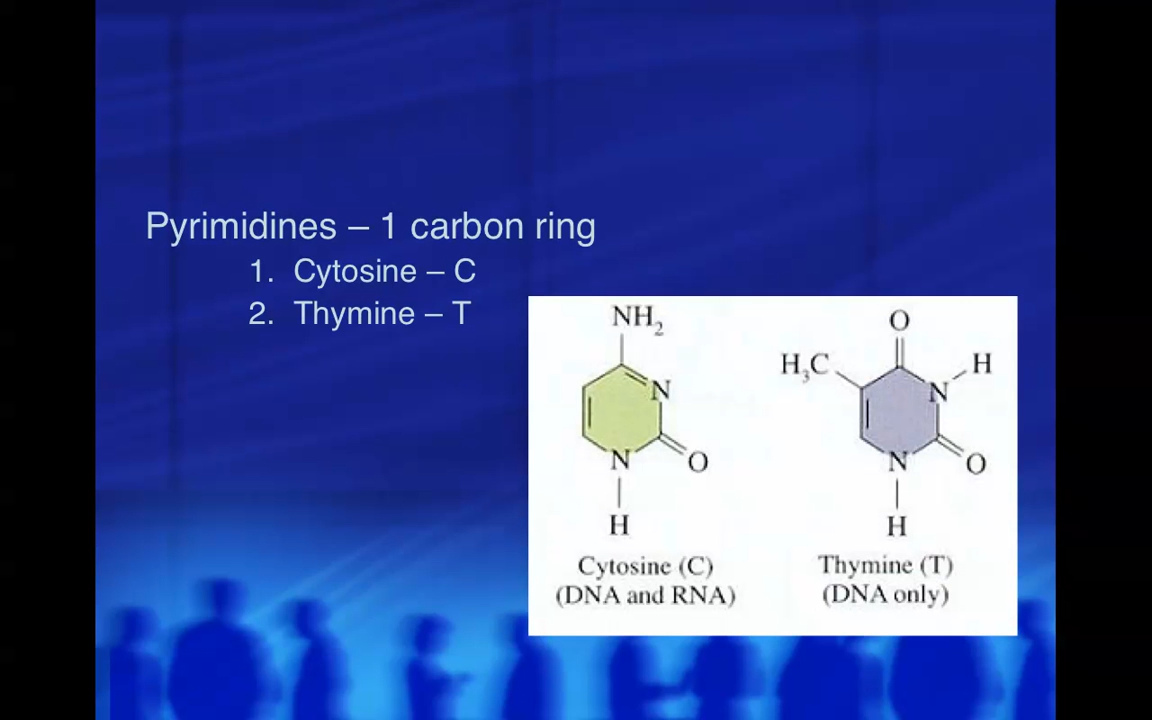 Pyrimidines – 1 carbon ring
1. Cytosine – C
2. Thymine – T
NH₂
N
N
O
H
Cytosine (C)
(DNA and RNA)
O
H₃C
H
N
N
O
H
Thymine (T)
(DNA only)